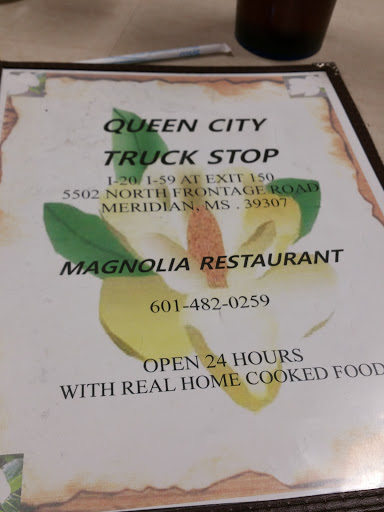 QUEEN CITY
TRUCK STOP
I-20/I-59 AT EXIT 150
5502 NORTH FRONTAGE ROAD
MERIDIAN, MS . 39307
MAGNOLIA RESTAURANT
601-482-0259
OPEN 24 HOURS
WITH REAL HOME COOKED FOOD